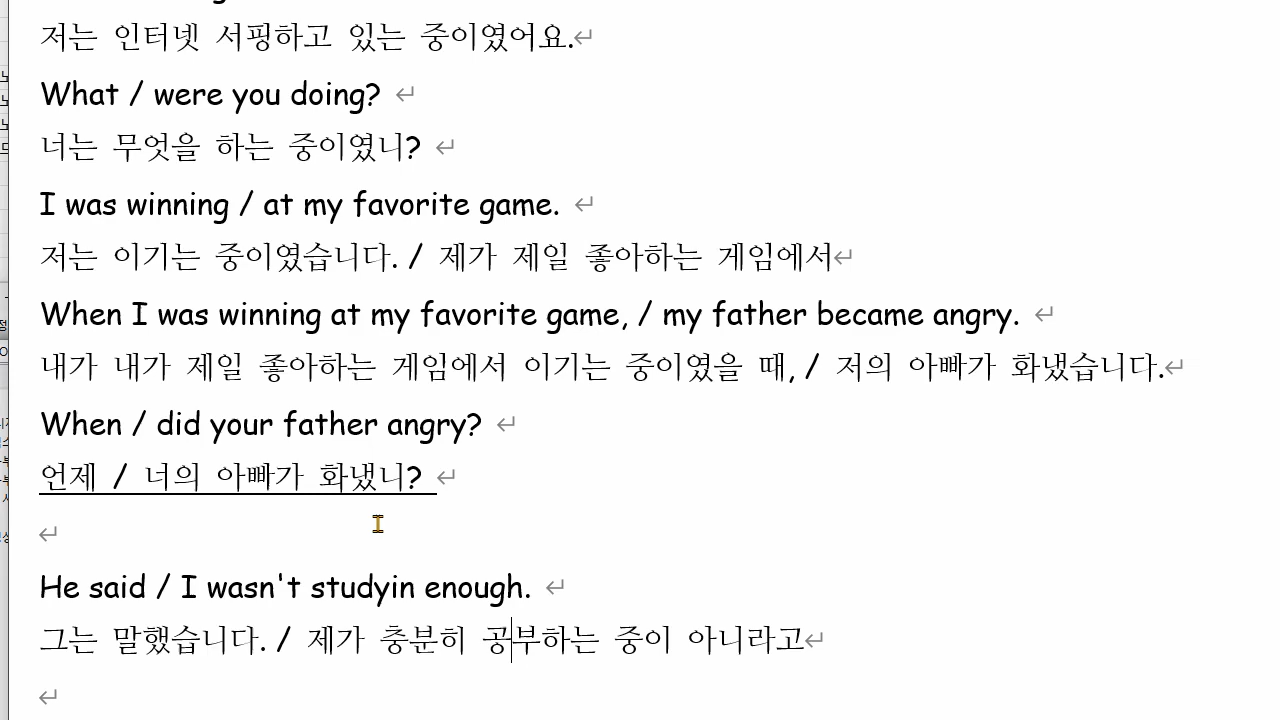 저는 인터넷 서핑하고 있는 중이였어요.
What / were you doing?
너는 무엇을 하는 중이였니?
I was winning / at my favorite game.
저는 이기는 중이였습니다. / 제가 제일 좋아하는 게임에서
When I was winning at my favorite game, / my father became angry.
내가 내가 제일 좋아하는 게임에서 이기는 중이였을 때, / 저의 아빠가 화냈습니다.
When / did your father angry?
언제 / 너의 아빠가 화냈니?
He said / I wasn't studyin enough.
그는 말했습니다. / 제가 충분히 공부하는 중이 아니라고